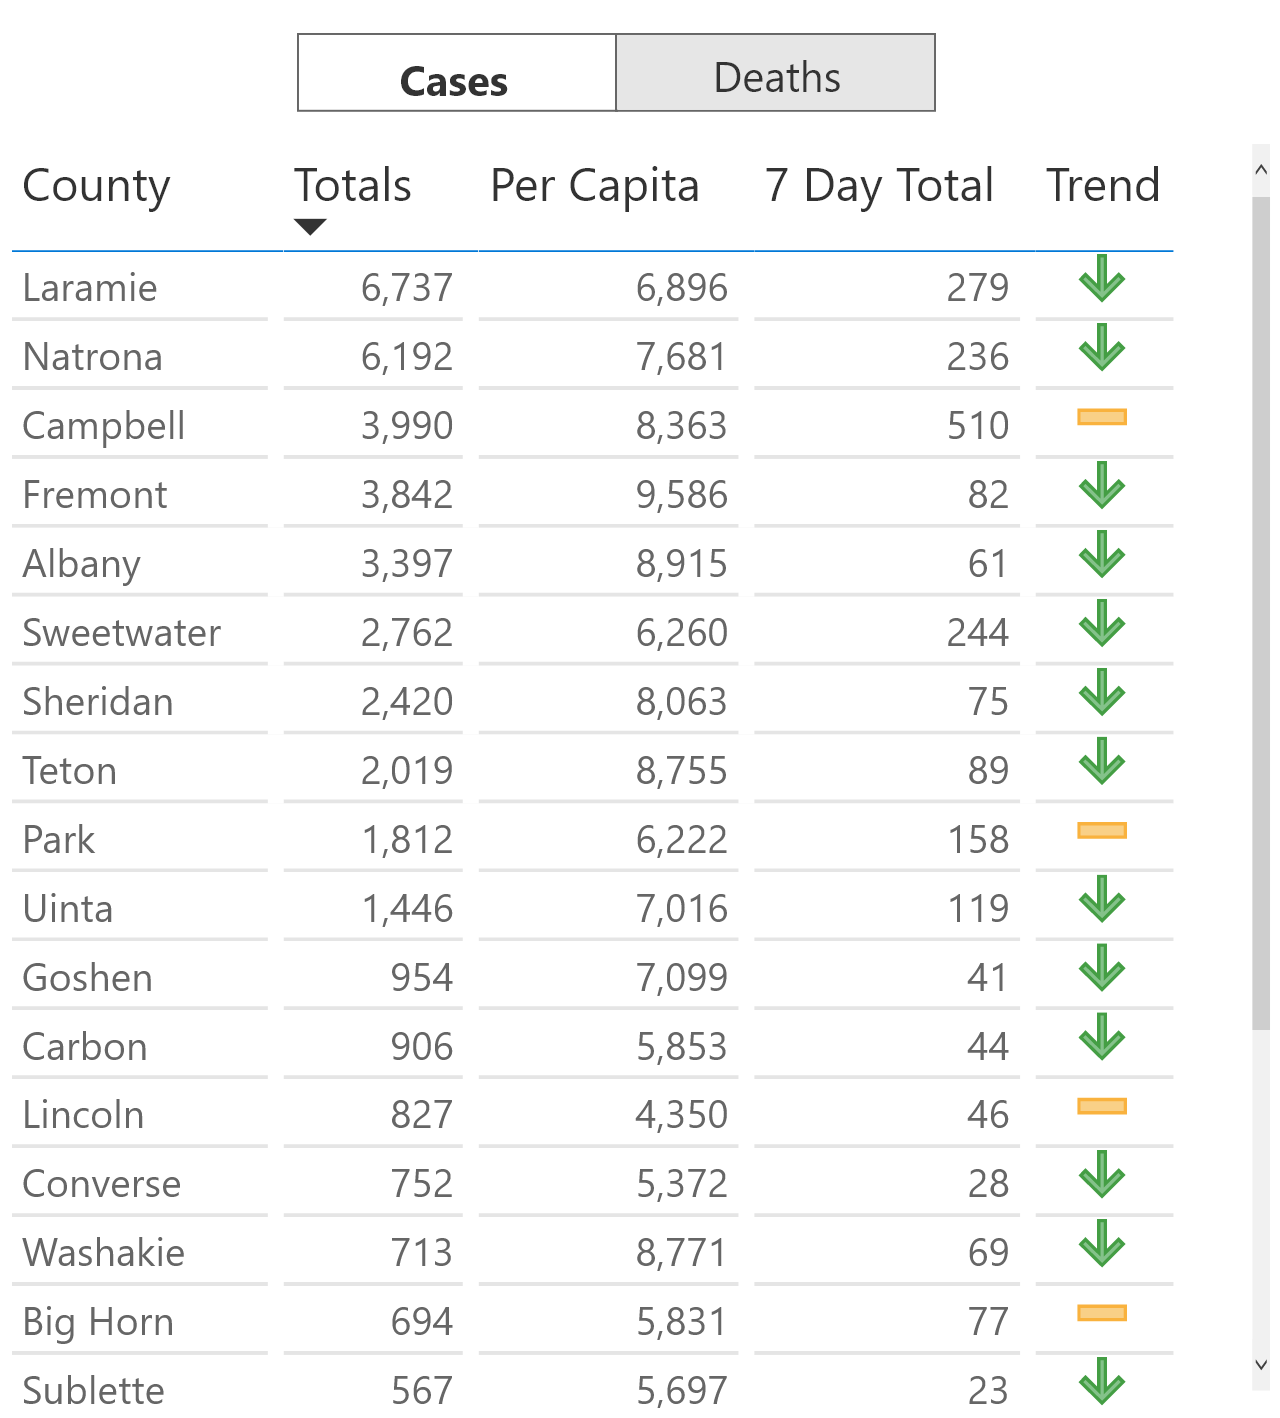 Cases Deaths
County Totals Per Capita 7 Day Total Trend
Laramie 6,737 6,896 279
Natrona 6,192 7,681 236
Campbell 3,990 8,363 510
Fremont 3,842 9,586 82
Albany 3,397 8,915 61
Sweetwater 2,762 6,260 244
Sheridan 2,420 8,063 75
Teton 2,019 8,755 89
Park 1,812 6,222 158
Uinta 1,446 7,016 119
Goshen 954 7,099 41
Carbon 906 5,853 44
Lincoln 827 4,350 46
Converse 752 5,372 28
Washakie 713 8,771 69
Big Horn 694 5,831 77
Sublette 567 5,697 23